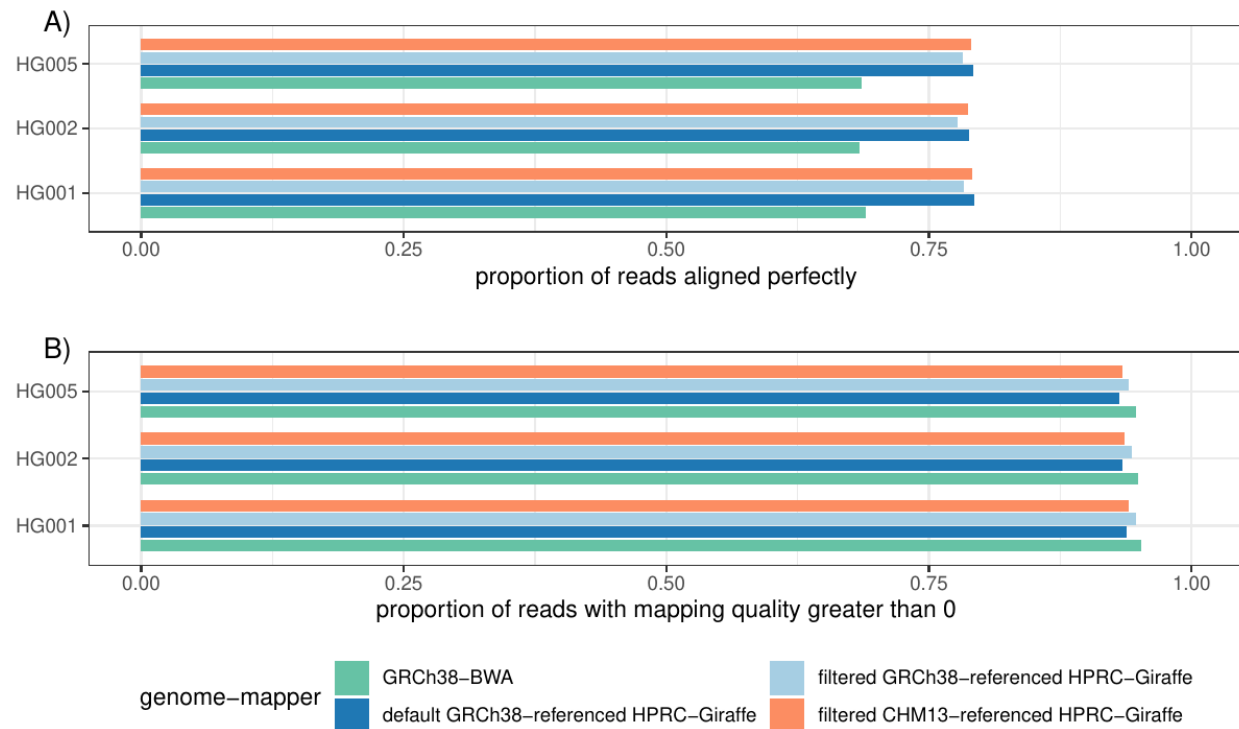 A)
HG005
HG002
HG001
0.00 0.25 0.50 0.75 1.00
proportion of reads aligned perfectly
B)
HG005
HG002
HG001
0.00 0.25 0.50 0.75 1.00
proportion of reads with mapping quality greater than 0
genome−mapper
GRCh38−BWA
default GRCh38−referenced HPRC−Giraffe
filtered GRCh38−referenced HPRC−Giraffe
filtered CHM13−referenced HPRC−Giraffe